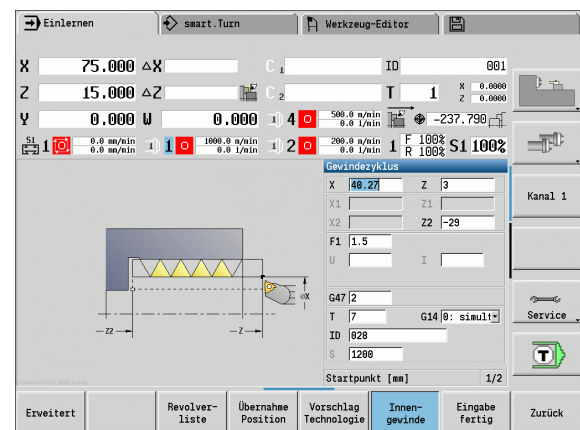 Einlernen smart.Turn Werkzeug-Editor
X 75.000 △X C 1 ID 001
Z 15.000 △Z C 2 T 1 X 0.0000 Z 0.0000
Y 0.000 W 0.000 4 500.0 m/min 0.0 1/min -237.790
S1 1 0.0 mm/min 0.0 mm/min 1 1000.0 m/min 0.0 1/min 2 200.0 m/min 0.0 1/min 1 F 100% R 100% S1 100%
Gewindezyklus
X 40.27 Z 3
X1 Z1
X2 Z2 -29
F1 1.5
U I
G47 2
T 7 G14 0: simult
ID 028
S 1200
Startpunkt [mm] 1/2
øX
Z2 Z
Kanal 1
Service
T
Erweitert Revolver-liste Übernahme Position Vorschlag Technologie Innen-gewinde Eingabe fertig Zurück